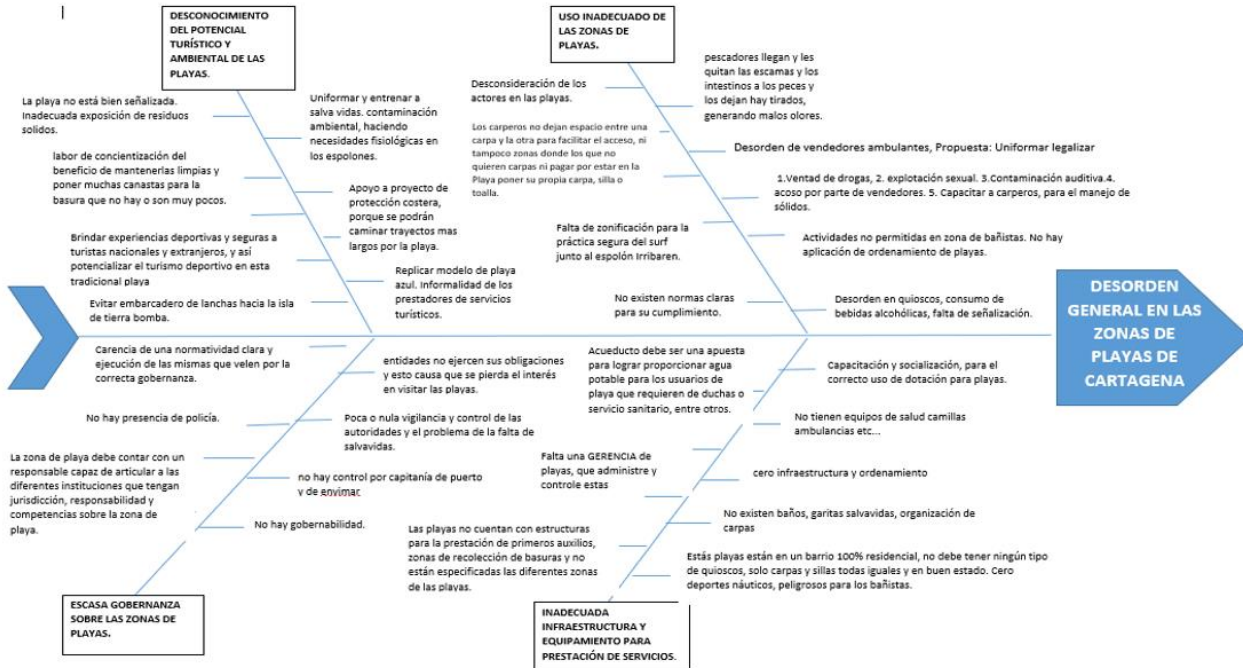 DESCONOCIMIENTO
DEL POTENCIAL
TURÍSTICO Y
AMBIENTAL DE LAS
PLAYAS.
La playa no está bien señalizada.
Inadecuada exposición de residuos
solidos.
labor de concientización del
beneficio de mantenerlas limpias y
poner muchas canastas para la
basura que no hay o son muy pocos.
Brindar experiencias deportivas y seguras a
turistas nacionales y extranjeros, y así
potencializar el turismo deportivo en esta
tradicional playa
Evitar embarcadero de lanchas hacia la isla
de tierra bomba.
Uniformar y entrenar a
salva vidas. contaminación
ambiental, haciendo
necesidades fisiológicas en
los espolones.
Apoyo a proyecto de
protección costera,
porque se podrán
caminar trayectos mas
largos por la playa.
Replicar modelo de playa
azul. Informalidad de los
prestadores de servicios
turísticos.
USO INADECUADO DE
LAS ZONAS DE
PLAYAS.
Desconsideración de los
actores en las playas.
Los carperos no dejan espacio entre una
carpa y la otra para facilitar el acceso, ni
tampoco zonas donde los que no
quieren carpas ni pagar por estar en la
Playa poner su propia carpa, silla o
toalla.
Falta de zonificación para la
práctica segura del surf
junto al espolón Irribaren.
No existen normas claras
para su cumplimiento.
pescadores llegan y les
quitan las escamas y los
intestinos a los peces y
los dejan hay tirados,
generando malos olores.
Desorden de vendedores ambulantes, Propuesta: Uniformar legalizar
1.Ventad de drogas, 2. explotación sexual. 3.Contaminación auditiva.4.
acoso por parte de vendedores. 5. Capacitar a carperos, para el manejo de
sólidos.
Actividades no permitidas en zona de bañistas. No hay
aplicación de ordenamiento de playas.
Desorden en quioscos, consumo de
bebidas alcohólicas, falta de señalización.
DESORDEN
GENERAL EN LAS
ZONAS DE
PLAYAS DE
CARTAGENA
Carencia de una normatividad clara y
ejecución de las mismas que velen por la
correcta gobernanza.
No hay presencia de policía.
La zona de playa debe contar con un
responsable capaz de articular a las
diferentes instituciones que tengan
jurisdicción, responsabilidad y
competencias sobre la zona de
playa.
entidades no ejercen sus obligaciones
y esto causa que se pierda el interés
en visitar las playas.
Poca o nula vigilancia y control de las
autoridades y el problema de la falta de
salvavidas.
no hay control por capitanía de puerto
y de envimar
No hay gobernabilidad.
ESCASA GOBERNANZA
SOBRE LAS ZONAS DE
PLAYAS.
Acueducto debe ser una apuesta
para lograr proporcionar agua
potable para los usuarios de
playa que requieren de duchas o
servicio sanitario, entre otros.
Falta una GERENCIA de
playas, que administre y
controle estas
Las playas no cuentan con estructuras
para la prestación de primeros auxilios,
zonas de recolección de basuras y no
están especificadas las diferentes zonas
de las playas.
Capacitación y socialización, para el
correcto uso de dotación para playas.
No tienen equipos de salud camillas
ambulancias etc...
cero infraestructura y ordenamiento
No existen baños, garitas salvavidas, organización de
carpas
Estás playas están en un barrio 100% residencial, no debe tener ningún tipo
de quioscos, solo carpas y sillas todas iguales y en buen estado. Cero
deportes náuticos, peligrosos para los bañistas.
INADECUADA
INFRAESTRUCTURA Y
EQUIPAMIENTO PARA
PRESTACIÓN DE SERVICIOS.